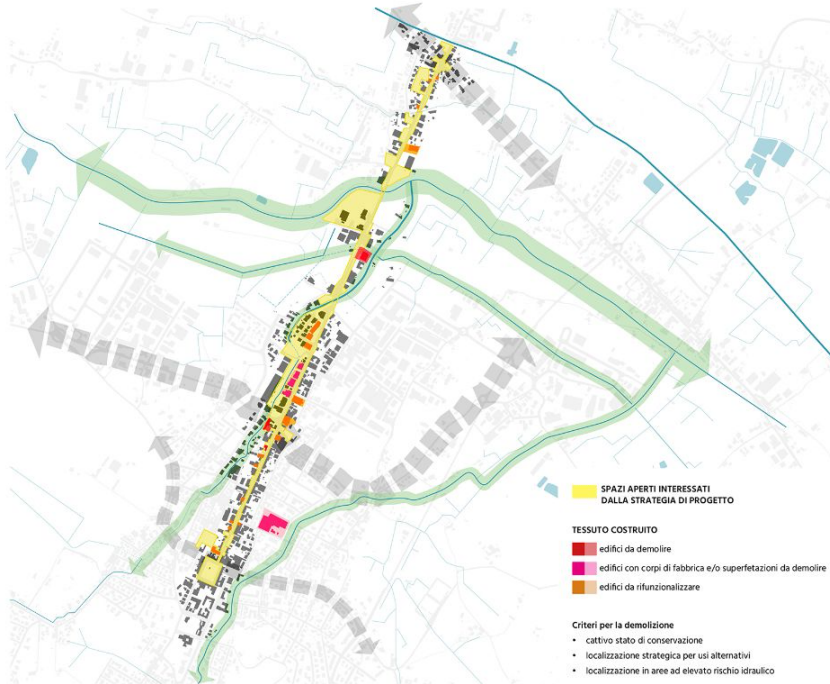 SPAZI APERTI INTERESSATI
DALLA STRATEGIA DI PROGETTO
TESSUTO COSTRUITO
edifici da demolire
edifici con corpi di fabbrica e/o superfetazioni da demolire
edifici da rifunzionalizzare
Criteri per la demolizione
• cattivo stato di conservazione
• localizzazione strategica per usi alternativi
• localizzazione in aree ad elevato rischio idraulico